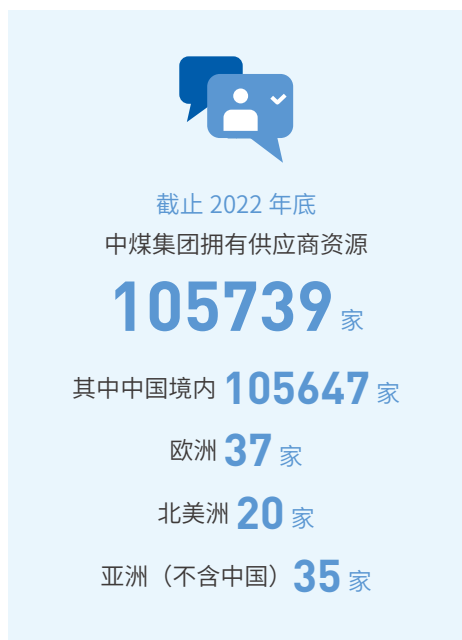 截止 2022 年底
中煤集团拥有供应商资源
105739 家
其中中国境内 105647 家
欧洲 37 家
北美洲 20 家
亚洲（不含中国）35 家